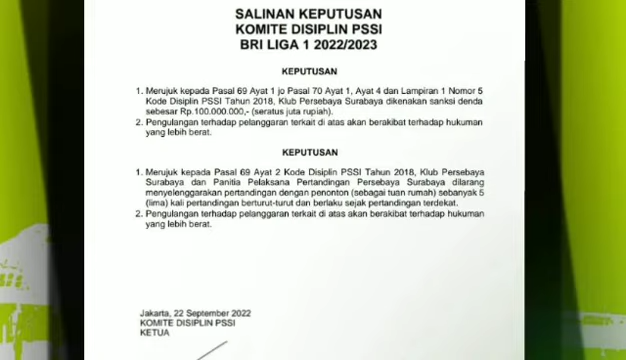 SALINAN KEPUTUSAN
KOMITE DISIPLIN PSSI
BRI LIGA 1 2022/2023
KEPUTUSAN
1. Merujuk kepada Pasal 69 Ayat 1 jo Pasal 70 Ayat 1, Ayat 4 dan Lampiran 1 Nomor 5
Kode Disiplin PSSI Tahun 2018, Klub Persebaya Surabaya dikenakan sanksi denda
sebesar Rp.100.000.000,- (seratus juta rupiah).
2. Pengulangan terhadap pelanggaran terkait di atas akan berakibat terhadap hukuman
yang lebih berat.
KEPUTUSAN
1. Merujuk kepada Pasal 69 Ayat 2 Kode Disiplin PSSI Tahun 2018, Klub Persebaya
Surabaya dan Panitia Pelaksana Pertandingan Persebaya Surabaya dilarang
menyelenggarakan pertandingan dengan penonton (sebagai tuan rumah) sebanyak 5
(lima) kali pertandingan berturut-turut dan berlaku sejak pertandingan terdekat.
2. Pengulangan terhadap pelanggaran terkait di atas akan berakibat terhadap hukuman
yang lebih berat.
Jakarta, 22 September 2022
KOMITE DISIPLIN PSSI
KETUA